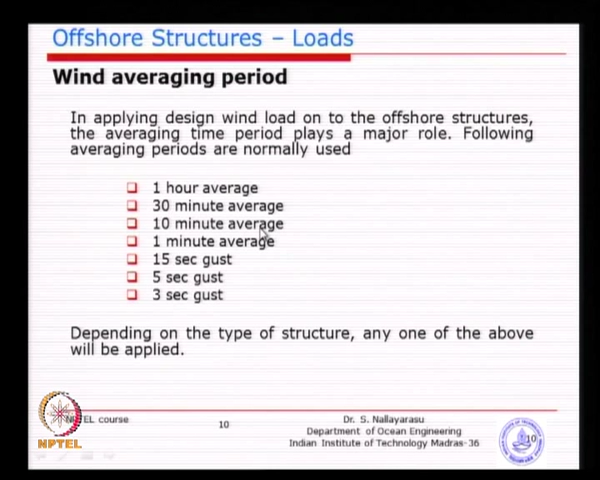 Offshore Structures – Loads
Wind averaging period
In applying design wind load on to the offshore structures,
the averaging time period plays a major role. Following
averaging periods are normally used
1 hour average
30 minute average
10 minute average
1 minute average
15 sec gust
5 sec gust
3 sec gust
Depending on the type of structure, any one of the above
will be applied.
NPTEL course
10
Dr. S. Nallayarasu
Department of Ocean Engineering
Indian Institute of Technology Madras-36
10
NPTEL